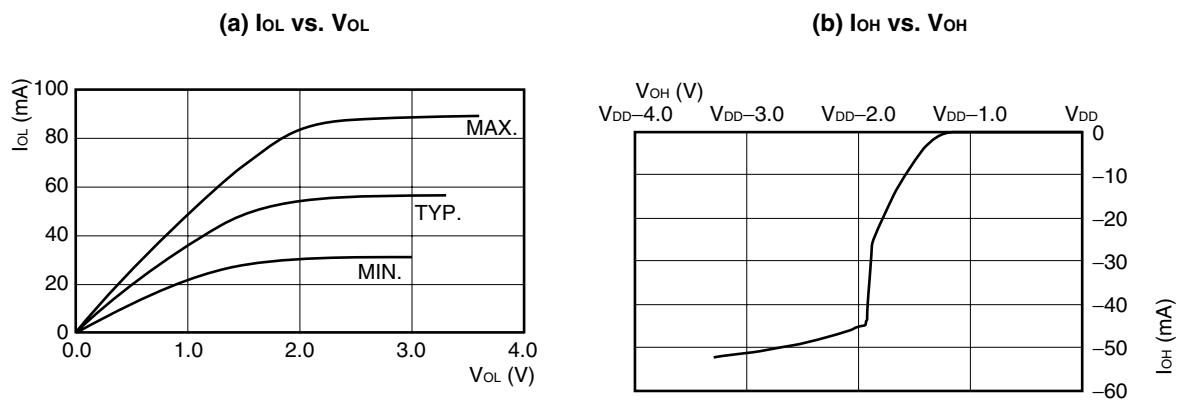 (a) IOL vs. VOL
IOL (mA)
100
80
60
40
20
0
0.0 1.0 2.0 3.0 4.0
VOL (V)
MAX.
TYP.
MIN.
(b) IOH vs. VOH
VOH (V)
VDD−4.0 VDD−3.0 VDD−2.0 VDD−1.0 VDD
0
−10
−20
−30
−40
−50
−60
IOH (mA)